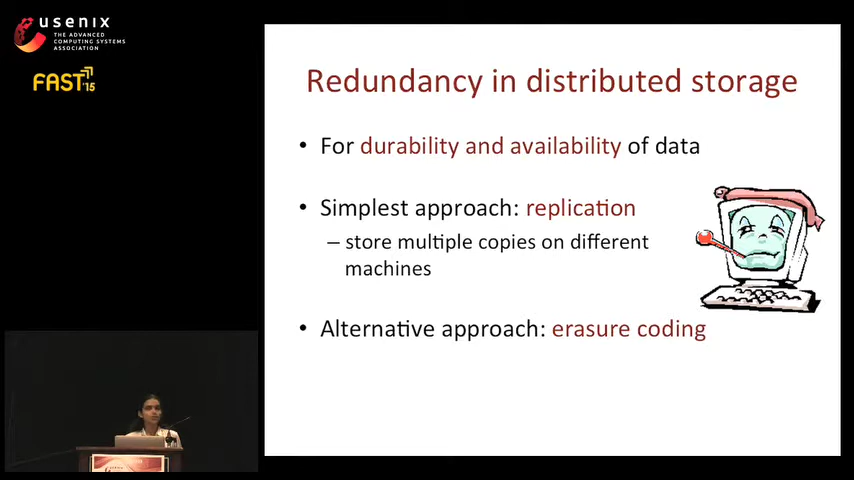 usenix
THE ADVANCED
COMPUTING SYSTEMS
ASSOCIATION
FAST '15
Redundancy in distributed storage
• For durability and availability of data
• Simplest approach: replication
– store multiple copies on different
machines
• Alternative approach: erasure coding